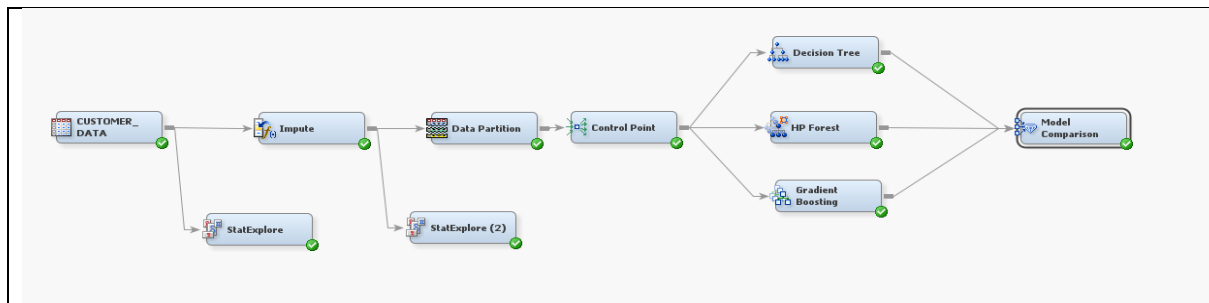 CUSTOMER_
DATA
Impute
Data Partition
Control Point
Decision Tree
HP Forest
Gradient
Boosting
Model
Comparison
StatExplore
StatExplore (2)